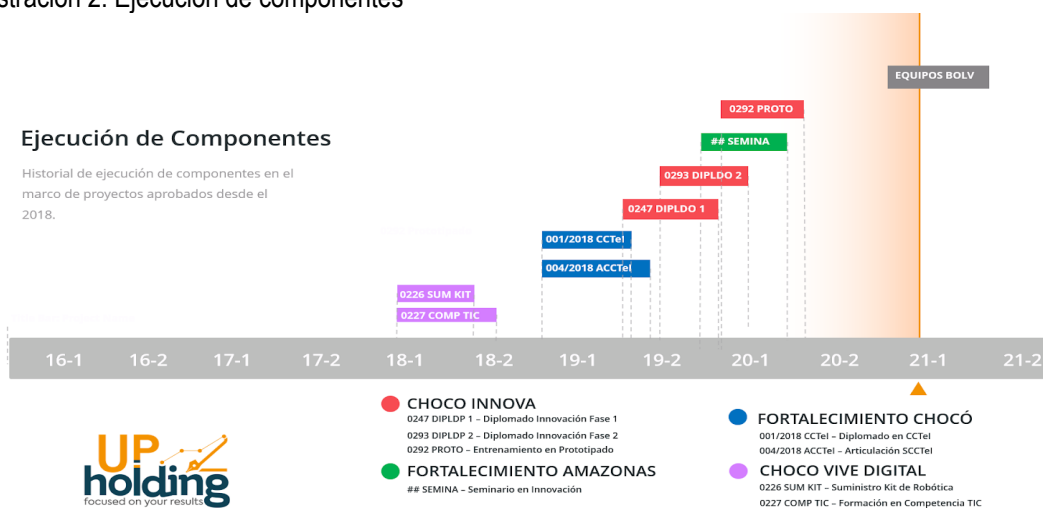 stración 2. Ejecución de componentes
EQUIPOS BOLV
0292 PROTO
## SEMINA
Ejecución de Componentes
Historial de ejecución de componentes en el
marco de proyectos aprobados desde el
2018.
0293 DIPLDO 2
0247 DIPLDO 1
001/2018 CCTeI
004/2018 ACCTeI
0226 SUM KIT
0227 COMP TIC
16-1 16-2 17-1 17-2 18-1 18-2 19-1 19-2 20-1 20-2 21-1 21-2
CHOCO INNOVA
0247 DIPLDP 1 – Diplomado Innovación Fase 1
0293 DIPLDP 2 – Diplomado Innovación Fase 2
0292 PROTO – Entrenamiento en Prototipado
FORTALECIMIENTO AMAZONAS
## SEMINA – Seminario en Innovación
FORTALECIMIENTO CHOCÓ
001/2018 CCTeI – Diplomado en CCTeI
004/2018 ACCTeI – Articulación SCCTeI
CHOCO VIVE DIGITAL
0226 SUM KIT – Suministro Kit de Robótica
0227 COMP TIC – Formación en Competencia TIC
UP
holding
focused on your results